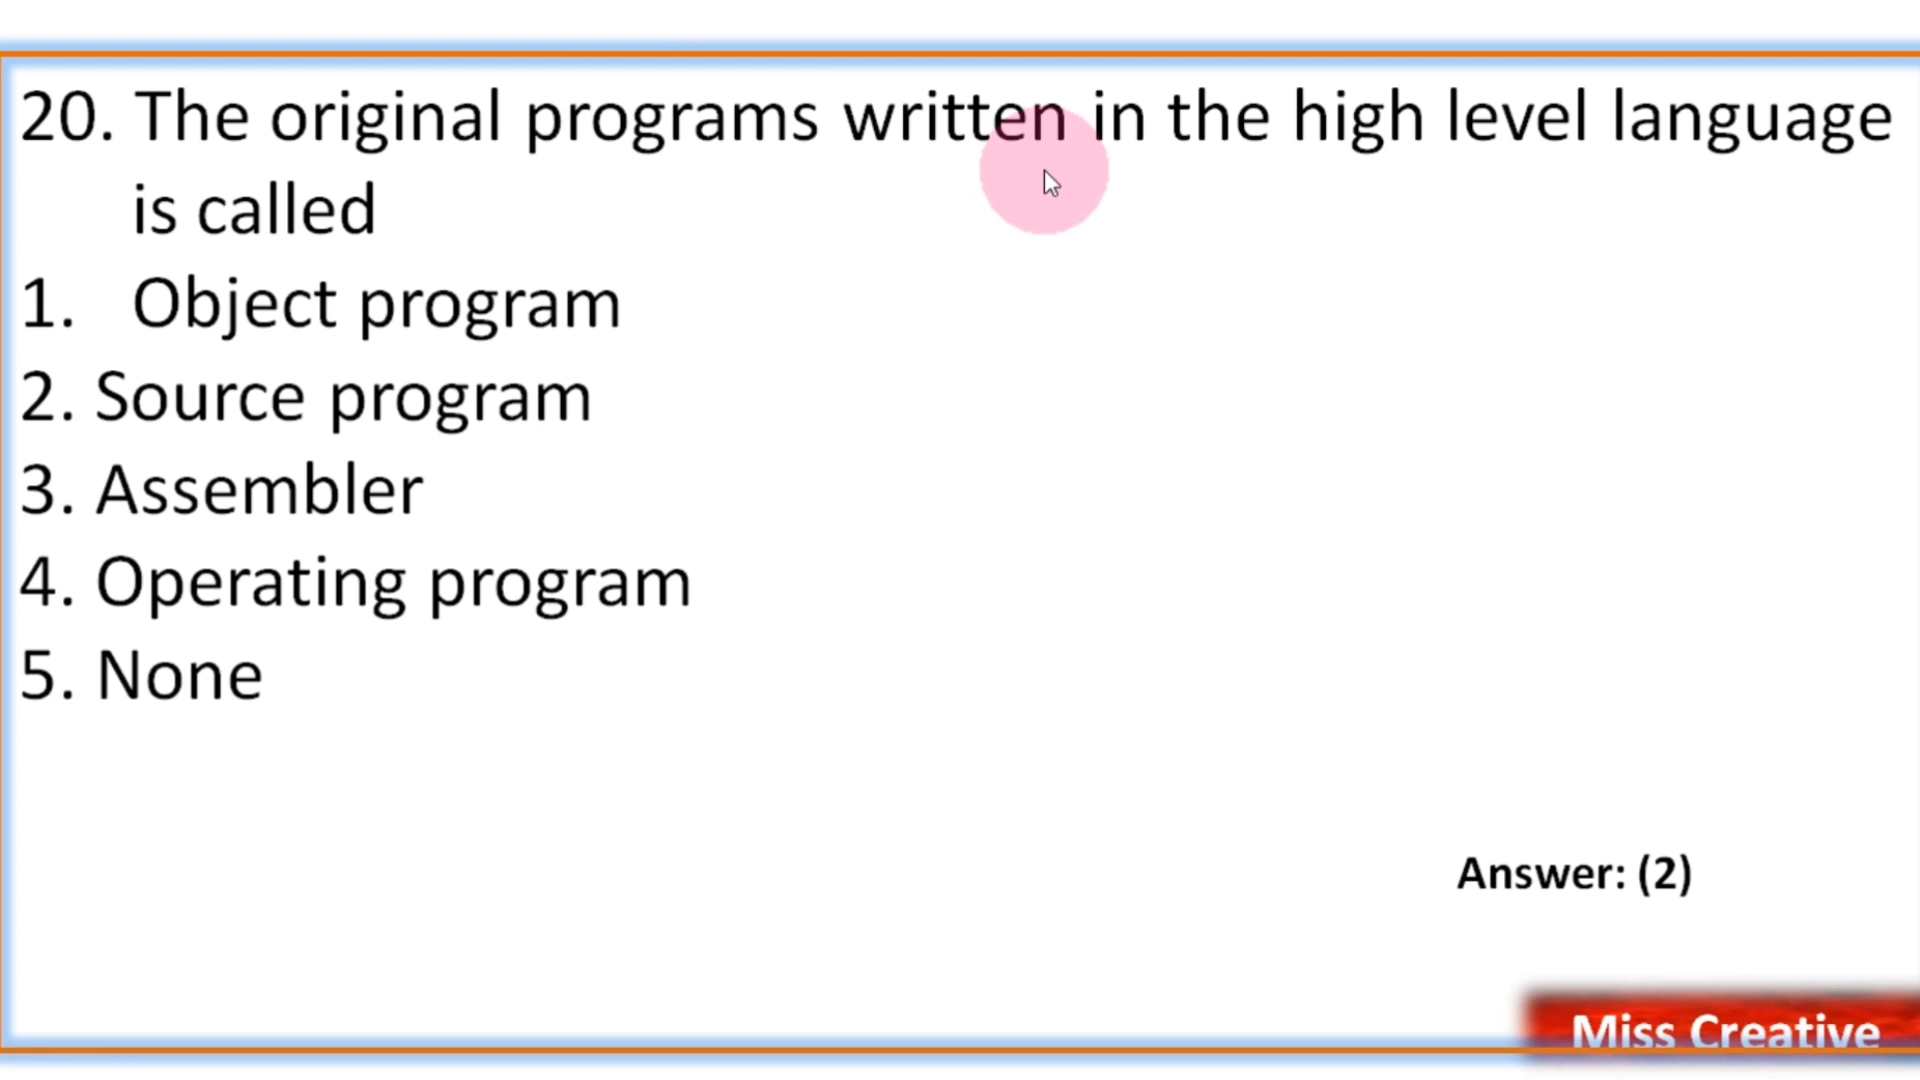 20. The original programs written in the high level language
is called
1. Object program
2. Source program
3. Assembler
4. Operating program
5. None
Answer: (2)
Miss Creative